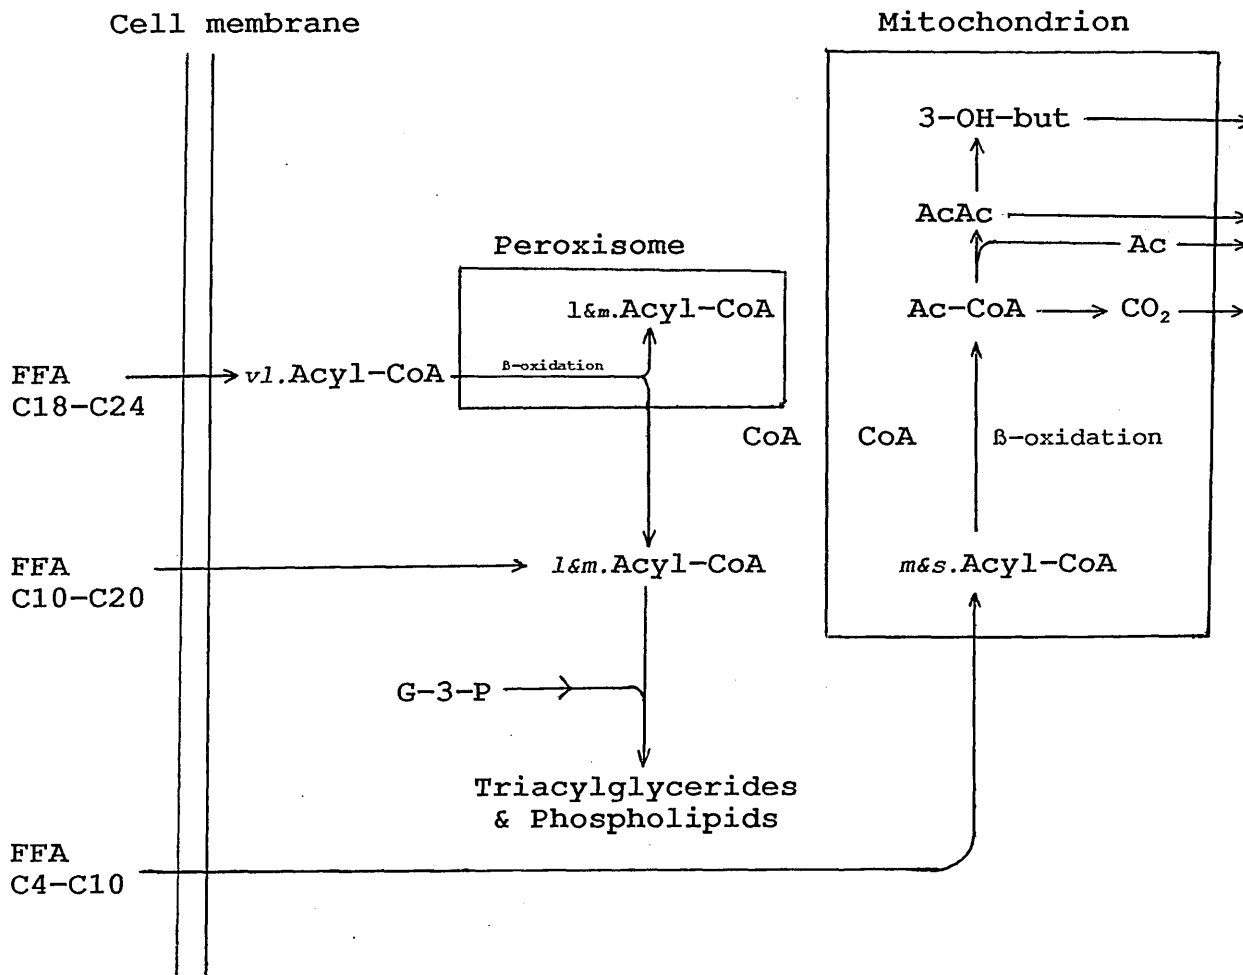 Cell membrane
Mitochondrion
3-OH-but
AcAc
Peroxisome
Ac
l&m.Acyl-CoA
Ac-CoA
CO₂
FFA
C18-C24
vl.Acyl-CoA
ß-oxidation
CoA
CoA
ß-oxidation
FFA
C10-C20
l&m.Acyl-CoA
m&s.Acyl-CoA
G-3-P
Triacylglycerides
& Phospholipids
FFA
C4-C10